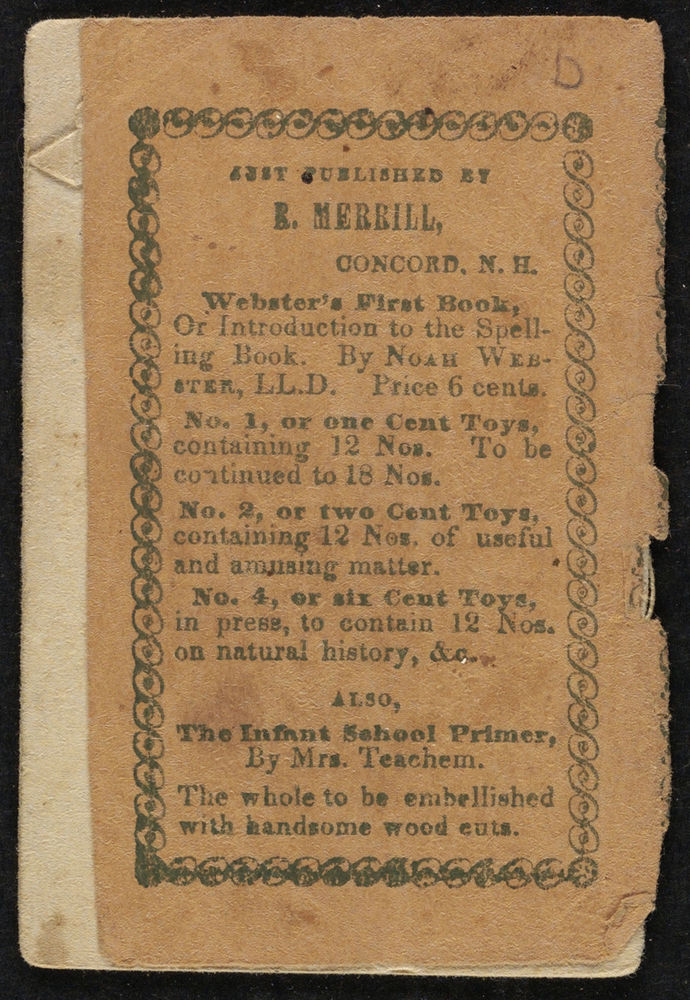 D
JUST PUBLISHED BY
R. MERRILL,
CONCORD, N. H.
Webster's First Book,
Or Introduction to the Spell-
ing Book. By NOAH WEB-
STER, LL.D. Price 6 cents.
No. 1, or one Cent Toys,
containing 12 Nos. To be
continued to 18 Nos.
No. 2, or two Cent Toys,
containing 12 Nos. of useful
and amusing matter.
No. 4, or six Cent Toys,
in press, to contain 12 Nos.
on natural history, &c.
ALSO,
The Infant School Primer,
By Mrs. Teachem.
The whole to be embellished
with handsome wood cuts.